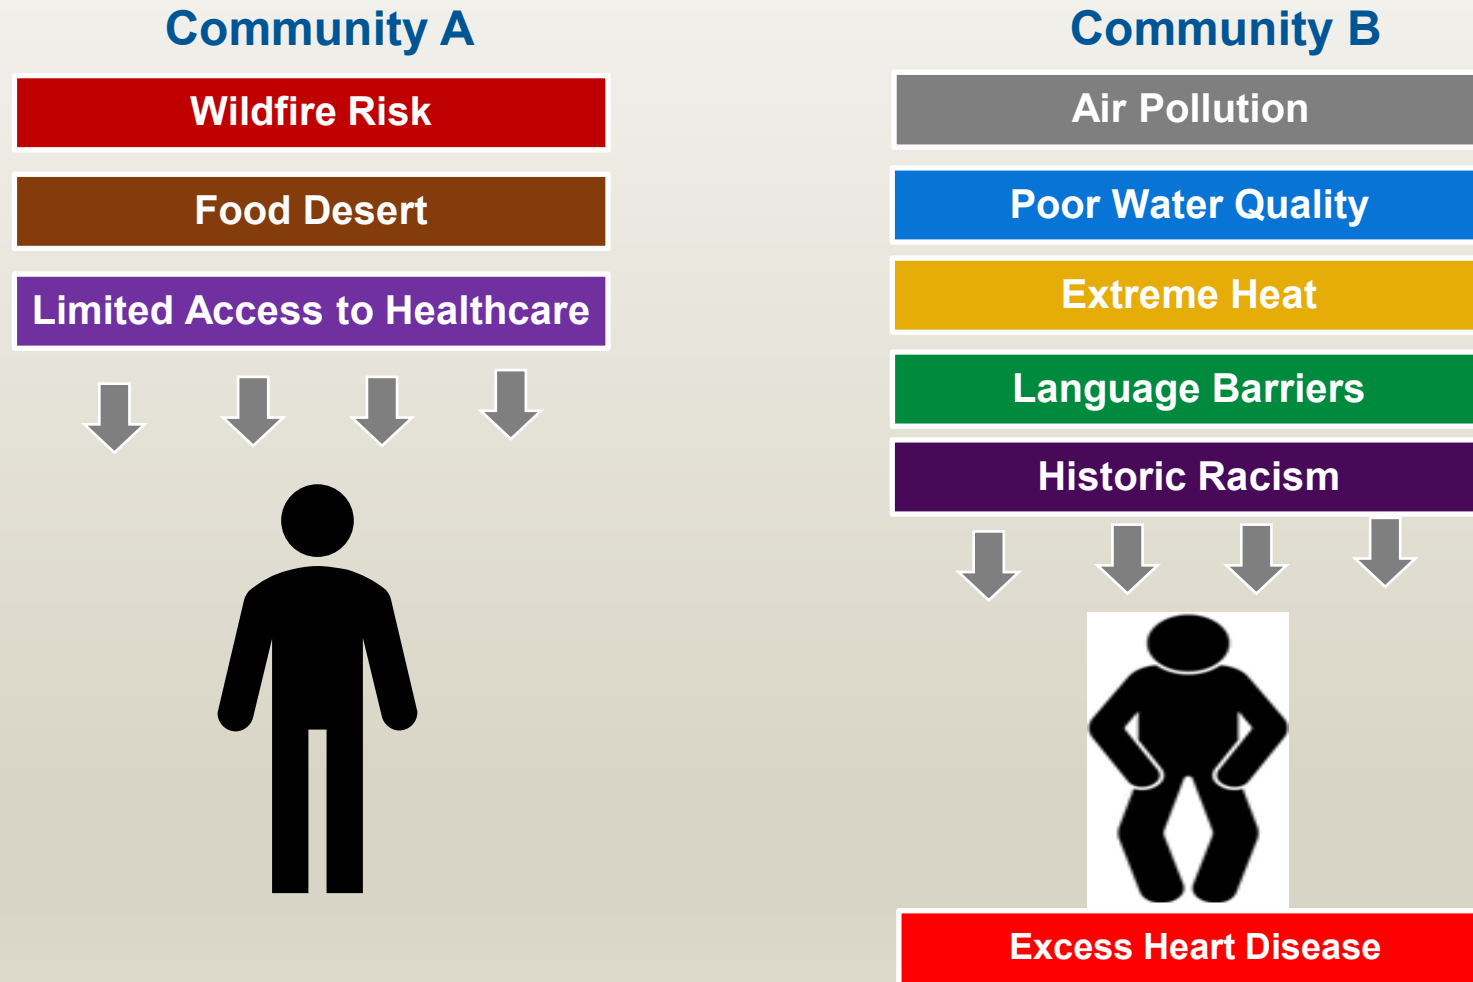 Community A
Wildfire Risk
Food Desert
Limited Access to Healthcare
Community B
Air Pollution
Poor Water Quality
Extreme Heat
Language Barriers
Historic Racism
Excess Heart Disease